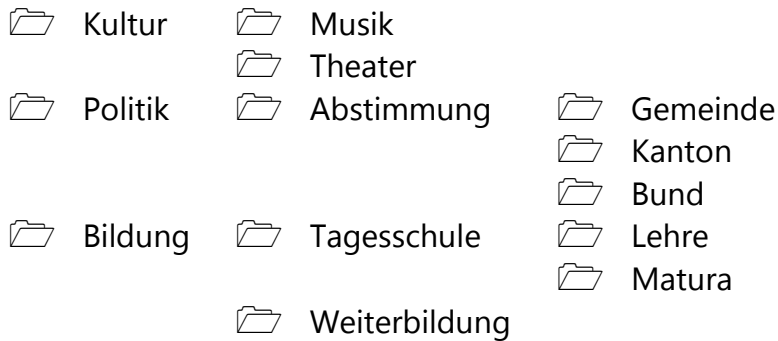 Kultur Musik
Theater
Politik Abstimmung Gemeinde
Kanton
Bund
Bildung Tagesschule Lehre
Matura
Weiterbildung